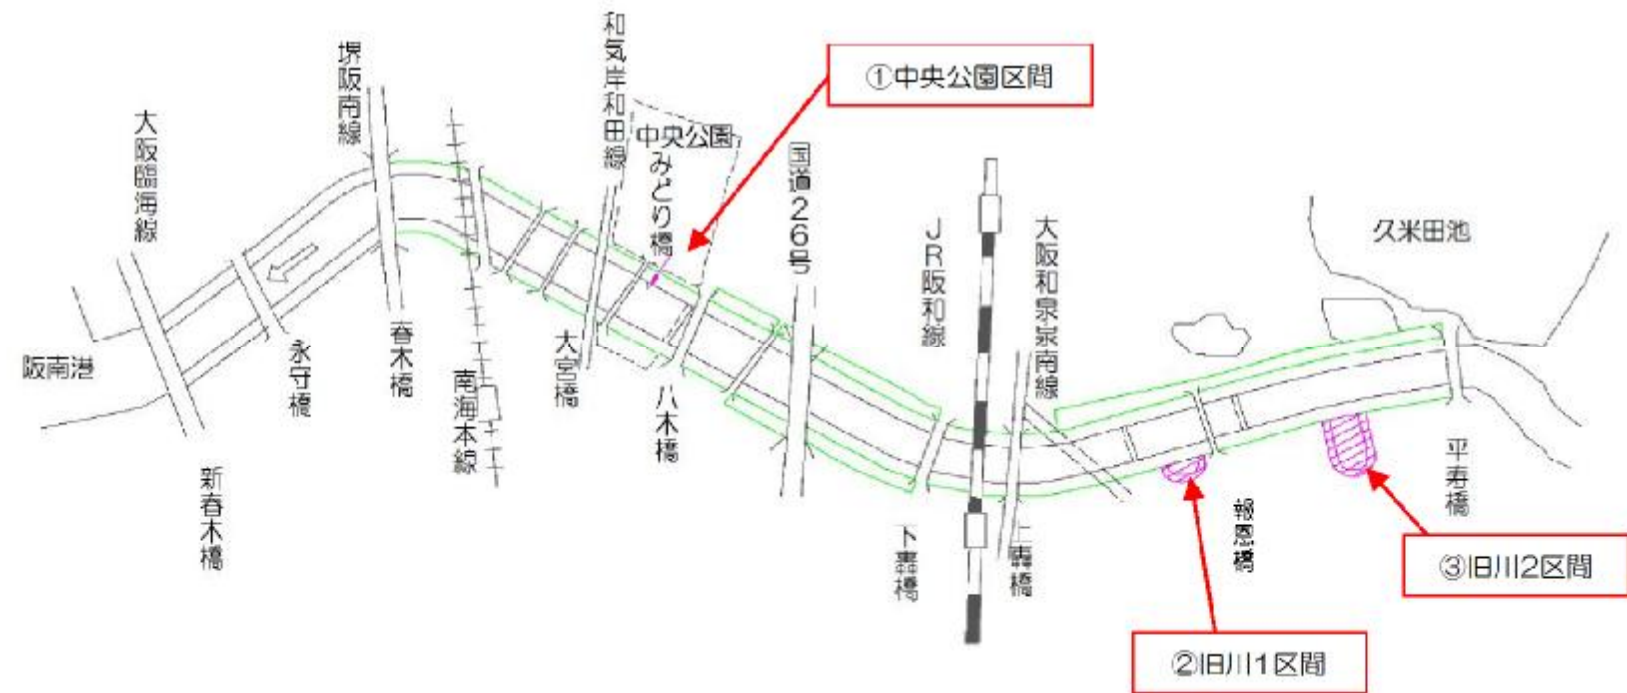 和気岸和田線
堺阪南線
①中央公園区間
大阪臨海線
中央公園
みどり橋
国道26号
JR阪和線
大阪和泉泉南線
久米田池
阪南港
永守橋
春木橋
南海本線
大宮橋
八木橋
新春木橋
下轟橋
上轟橋
報恩橋
平寿橋
③旧川2区間
②旧川1区間